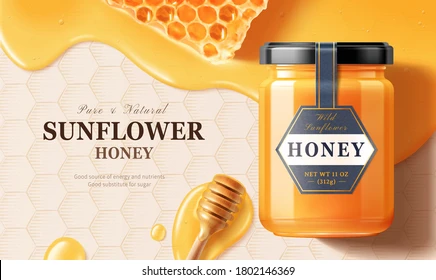 Pure & Natural
SUNFLOWER
HONEY
Good source of energy and nutrients
Good substitute for sugar
Wild
Sunflower
HONEY
NET WT 11 OZ
(312g)
shutterstock.com · 1802146369